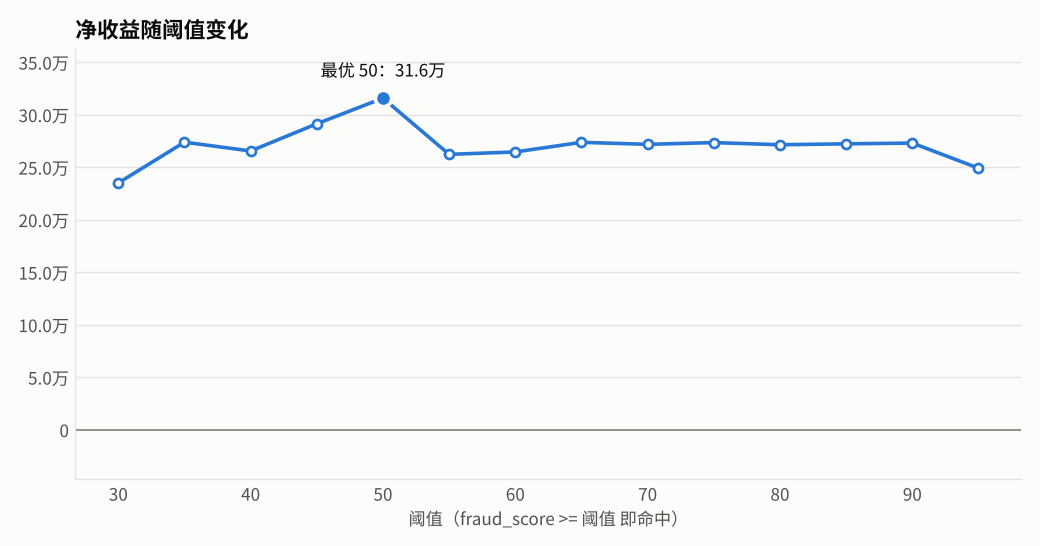 净收益随阈值变化
35.0万
最优 50：31.6万
30.0万
25.0万
20.0万
15.0万
10.0万
5.0万
0
30 40 50 60 70 80 90
阈值（fraud_score >= 阈值 即命中）